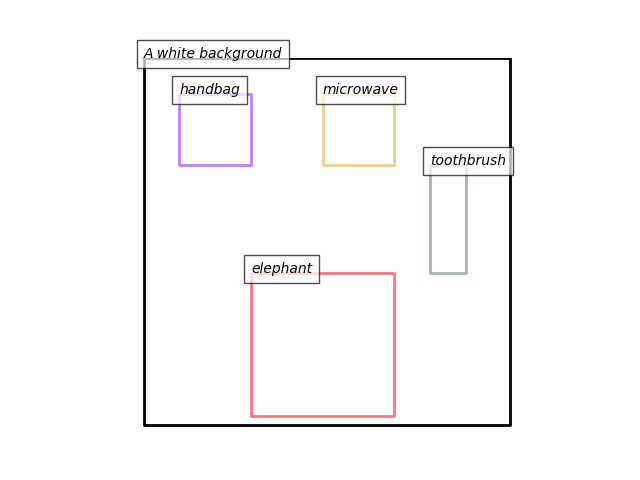 A white background
handbag
microwave
toothbrush
elephant